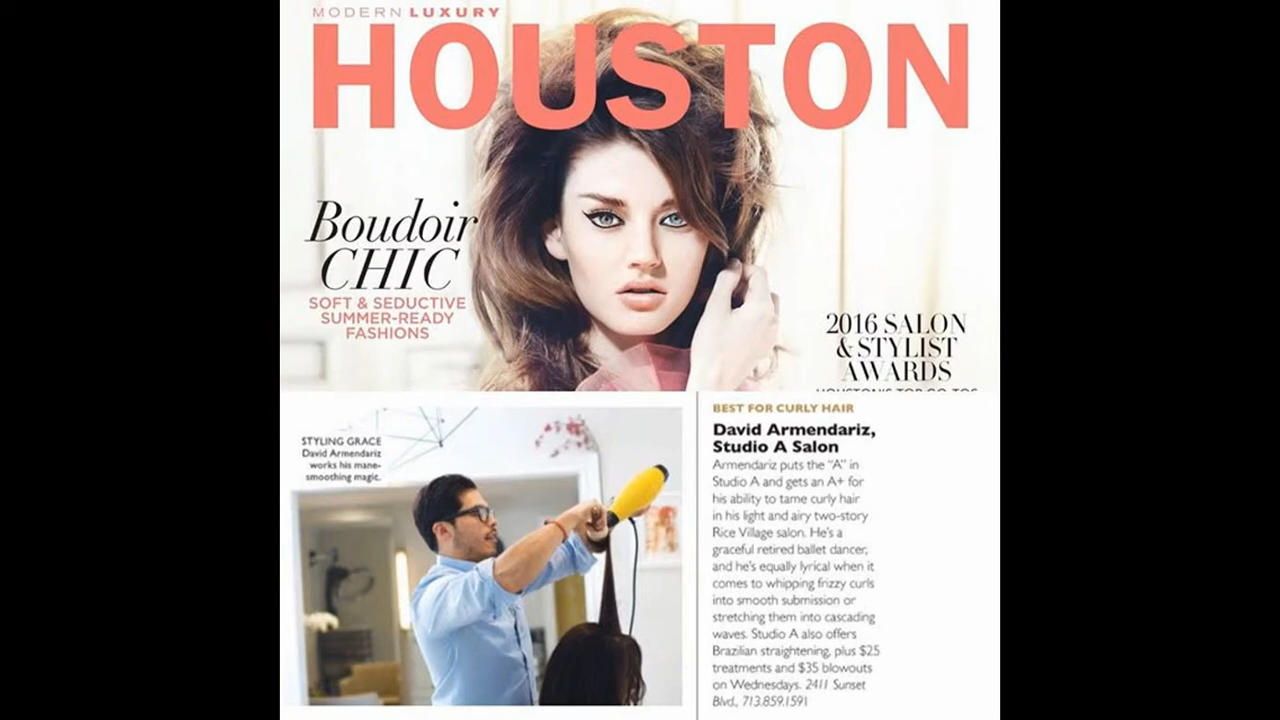 MODERN LUXURY
HOUSTON
Boudoir
CHIC
SOFT & SEDUCTIVE
SUMMER-READY
FASHIONS
2016 SALON
& STYLIST
AWARDS
HOUSTON'S TOP GO-TOS
STYLING GRACE
David Armendariz
works his mane-
smoothing magic.
BEST FOR CURLY HAIR
David Armendariz,
Studio A Salon
Armendariz puts the “A” in
Studio A and gets an A+ for
his ability to tame curly hair
in his light and airy two-story
Rice Village salon. He’s a
graceful retired ballet dancer,
and he’s equally lyrical when it
comes to whipping frizzy curls
into smooth submission or
stretching them into cascading
waves. Studio A also offers
Brazilian straightening, plus $25
treatments and $35 blowouts
on Wednesdays. 2411 Sunset
Blvd., 713.859.1591